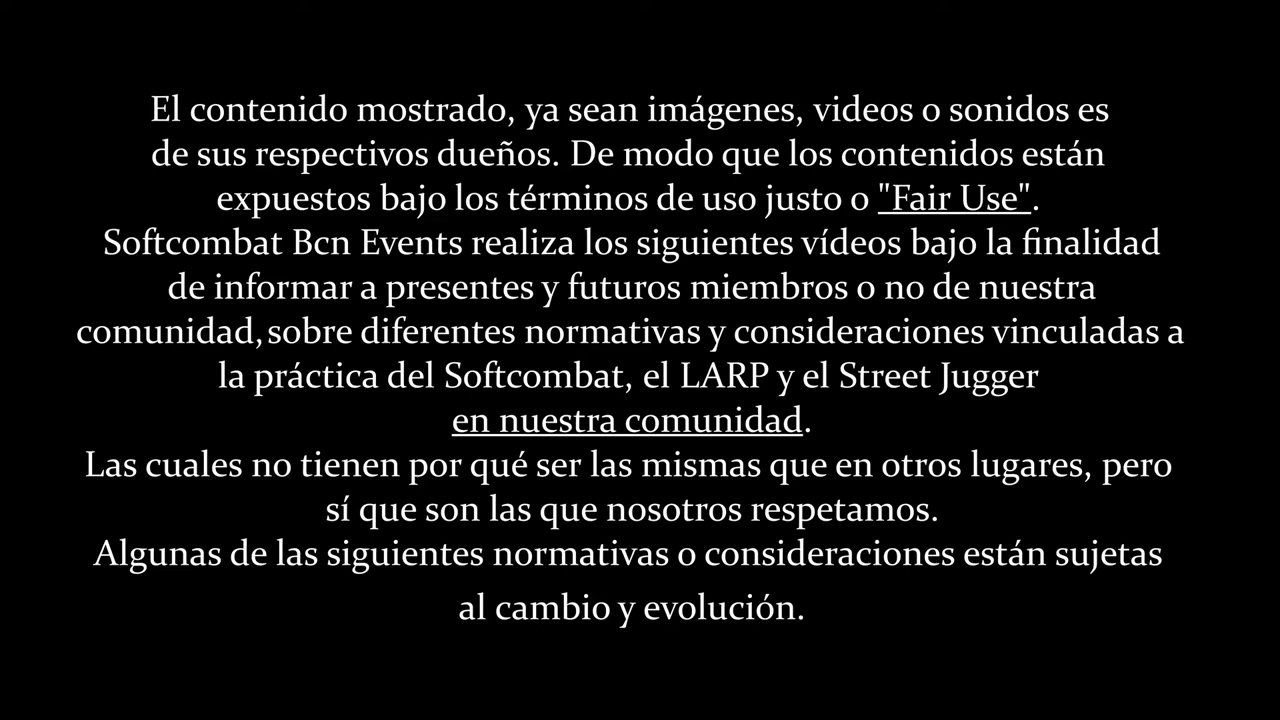 El contenido mostrado, ya sean imágenes, videos o sonidos es
de sus respectivos dueños. De modo que los contenidos están
expuestos bajo los términos de uso justo o "Fair Use".
Softcombat Bcn Events realiza los siguientes vídeos bajo la finalidad
de informar a presentes y futuros miembros o no de nuestra
comunidad, sobre diferentes normativas y consideraciones vinculadas a
la práctica del Softcombat, el LARP y el Street Jugger
en nuestra comunidad.
Las cuales no tienen por qué ser las mismas que en otros lugares, pero
sí que son las que nosotros respetamos.
Algunas de las siguientes normativas o consideraciones están sujetas
al cambio y evolución.